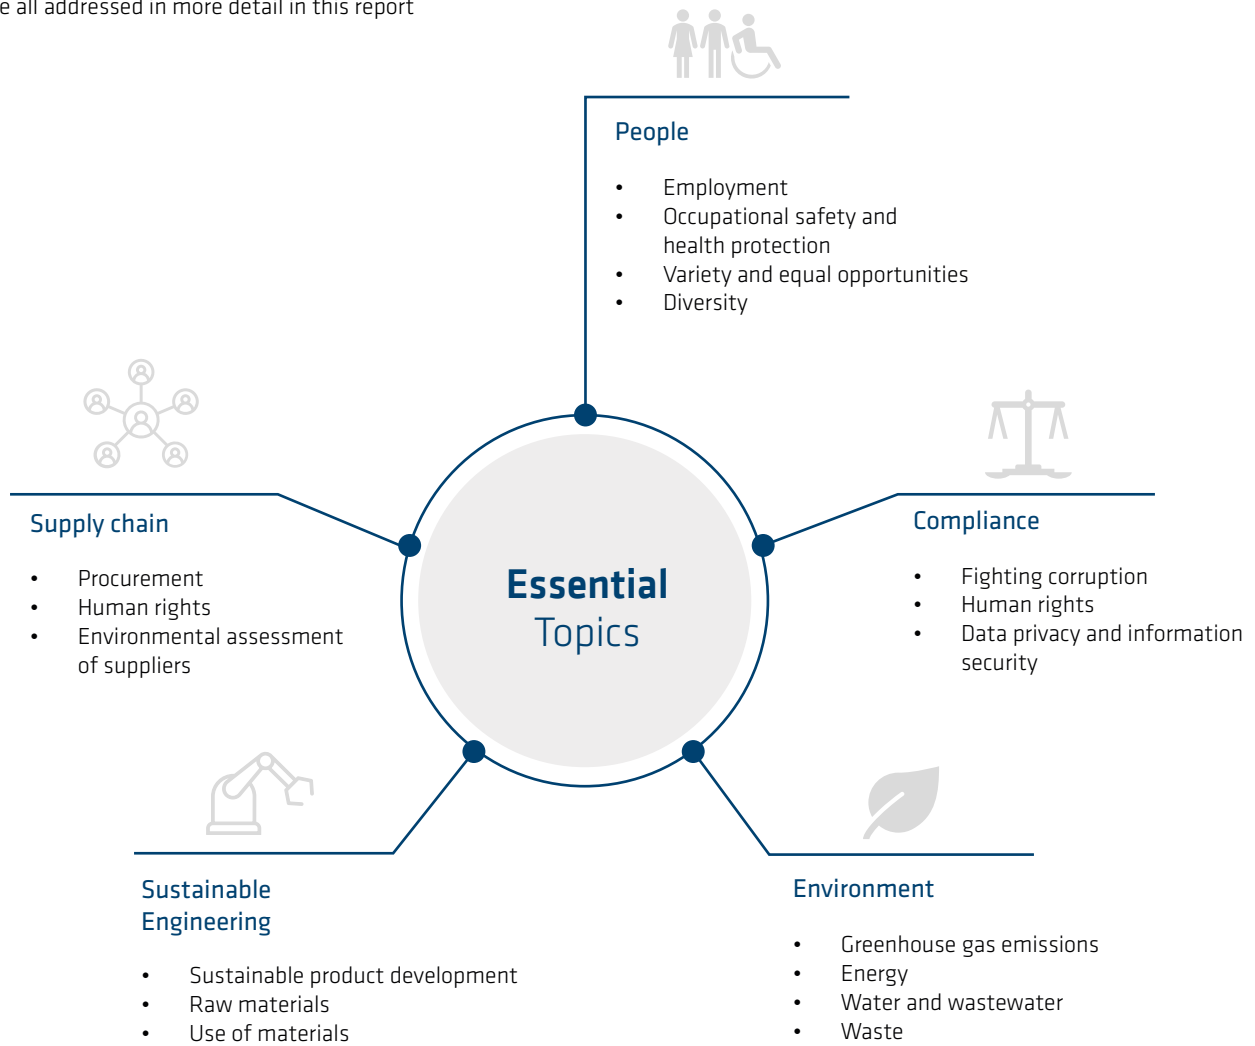 all addressed in more detail in this report
People
• Employment
• Occupational safety and
health protection
• Variety and equal opportunities
• Diversity
Supply chain
• Procurement
• Human rights
• Environmental assessment
of suppliers
Essential
Topics
Compliance
• Fighting corruption
• Human rights
• Data privacy and information
security
Sustainable
Engineering
• Sustainable product development
• Raw materials
• Use of materials
Environment
• Greenhouse gas emissions
• Energy
• Water and wastewater
• Waste